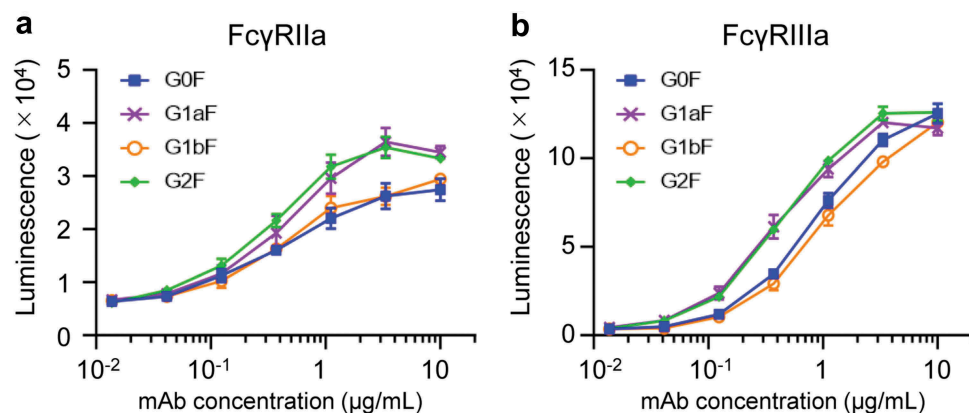 a
FcγRIIa
Luminescence ( × 10⁴)
5
4
3
2
1
0
G0F
G1aF
G1bF
G2F
10⁻²
10⁻¹
1
10
mAb concentration (µg/mL)
b
FcγRIIIa
Luminescence ( × 10⁴)
15
10
5
0
G0F
G1aF
G1bF
G2F
10⁻²
10⁻¹
1
10
mAb concentration (µg/mL)